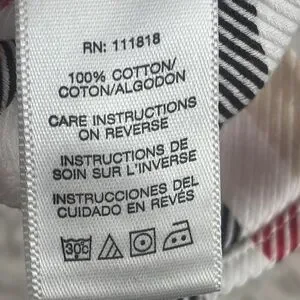 RN: 111818
100% COTTON/
COTON/ALGODON
CARE INSTRUCTIONS
ON REVERSE
INSTRUCTIONS DE
SOIN SUR L'INVERSE
INSTRUCCIONES DEL
CUIDADO EN REVÉS
30°C